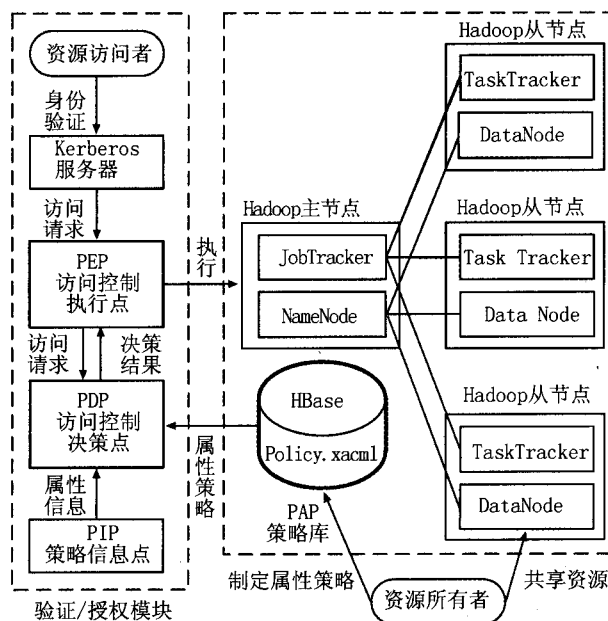 资源访问者
身份
验证
Kerberos
服务器
访问
请求
PEP
访问控制
执行点
访问
请求
决策
结果
PDP
访问控制
决策点
属性
信息
PIP
策略信息点
验证/授权模块
执行
属性策略
Hadoop主节点
JobTracker
NameNode
HBase
Policy.xacml
PAP
策略库
Hadoop从节点
TaskTracker
DataNode
Hadoop从节点
Task Tracker
Data Node
Hadoop从节点
TaskTracker
DataNode
制定属性策略
资源所有者
共享资源